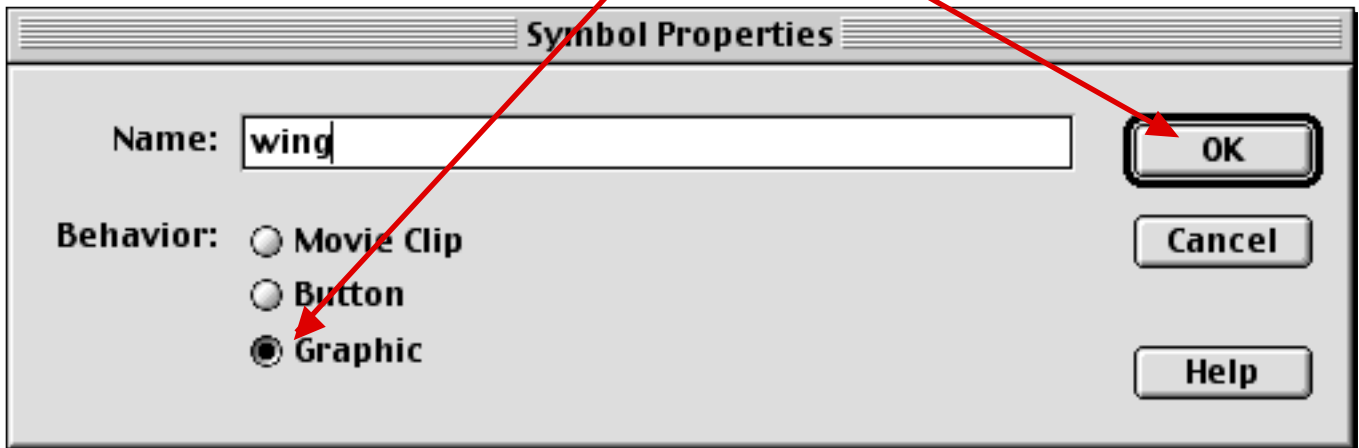 Symbol Properties
Name: wing OK
Behavior: Movie Clip Cancel
Button
Graphic
Help